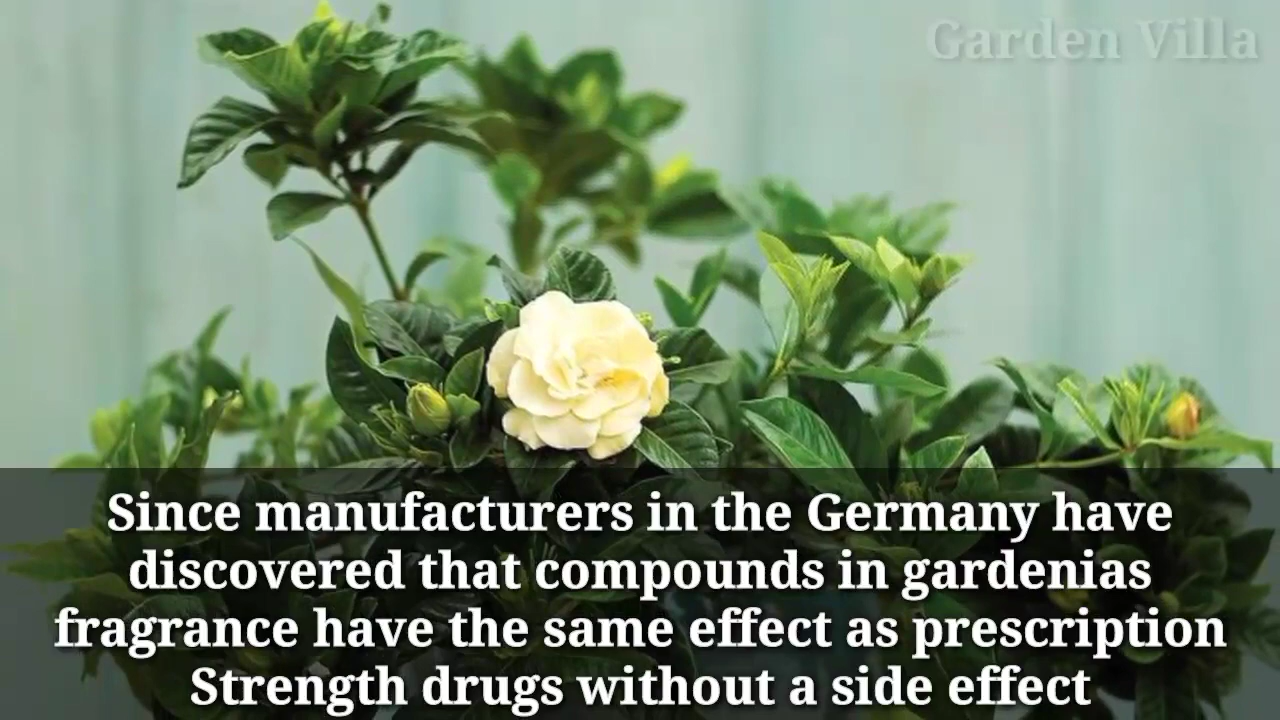 Garden Villa
Since manufacturers in the Germany have
discovered that compounds in gardenias
fragrance have the same effect as prescription
Strength drugs without a side effect